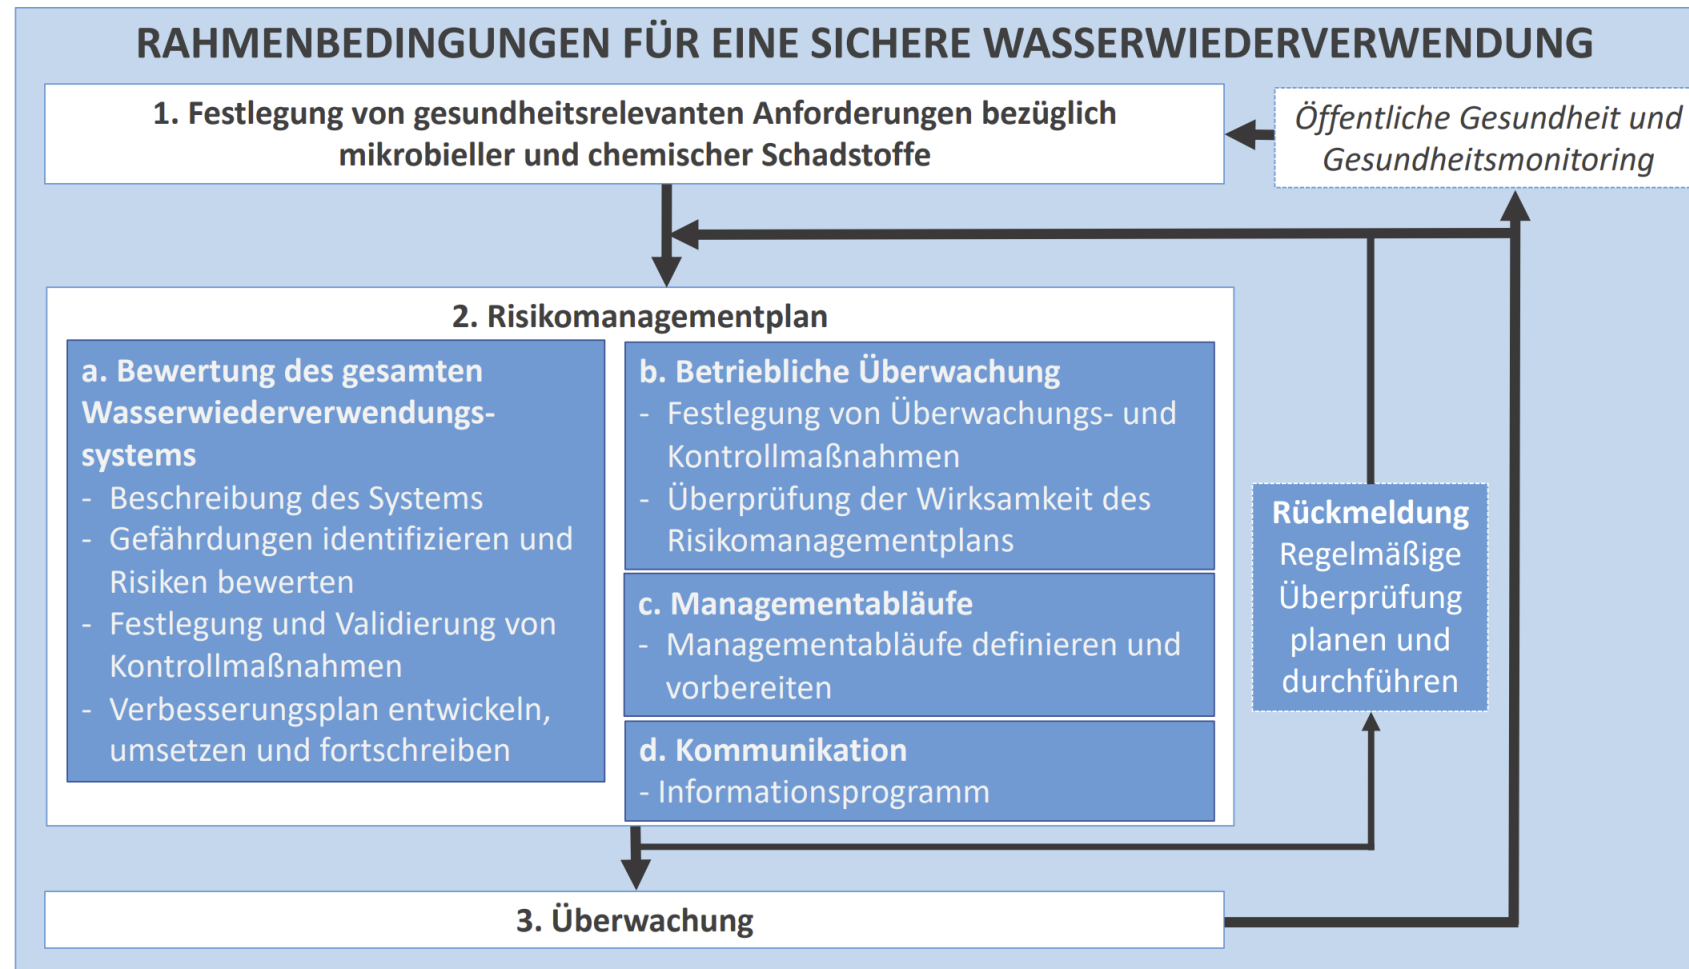 RAHMENBEDINGUNGEN FÜR EINE SICHERE WASSERWIEDERVERWENDUNG
1. Festlegung von gesundheitsrelevanten Anforderungen bezüglich
mikrobieller und chemischer Schadstoffe
Öffentliche Gesundheit und
Gesundheitsmonitoring
2. Risikomanagementplan
a. Bewertung des gesamten
Wasserwiederverwendungs-
systems
- Beschreibung des Systems
- Gefährdungen identifizieren und
Risiken bewerten
- Festlegung und Validierung von
Kontrollmaßnahmen
- Verbesserungsplan entwickeln,
umsetzen und fortschreiben
b. Betriebliche Überwachung
- Festlegung von Überwachungs- und
Kontrollmaßnahmen
- Überprüfung der Wirksamkeit des
Risikomanagementplans
c. Managementabläufe
- Managementabläufe definieren und
vorbereiten
d. Kommunikation
- Informationsprogramm
Rückmeldung
Regelmäßige
Überprüfung
planen und
durchführen
3. Überwachung